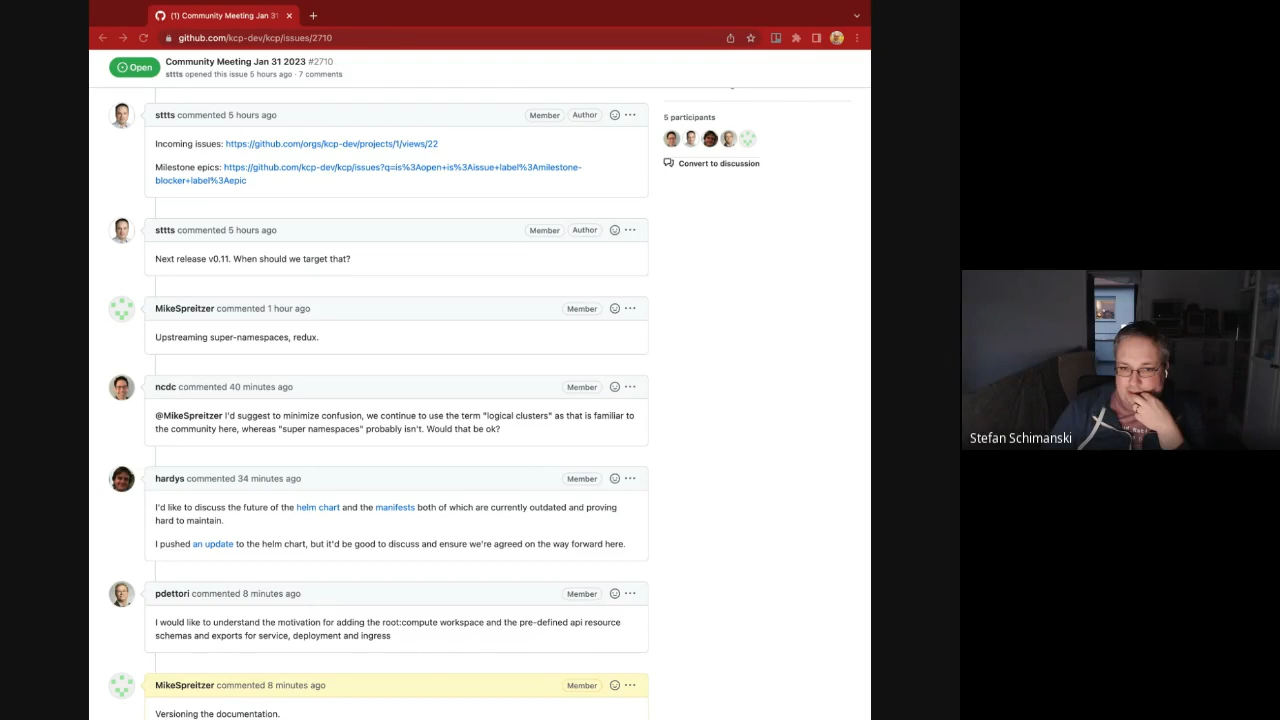 (1) Community Meeting Jan 31
github.com/kcp-dev/kcp/issues/2710
Open
Community Meeting Jan 31 2023 #2710
sttts opened this issue 5 hours ago · 7 comments
sttts commented 5 hours ago
Member
Author
Incoming issues: https://github.com/orgs/kcp-dev/projects/1/views/22
Milestone epics: https://github.com/kcp-dev/kcp/issues?q=is%3Aopen+is%3Aissue+label%3Amilestone-
blocker+label%3Aepic
5 participants
Convert to discussion
sttts commented 5 hours ago
Member
Author
Next release v0.11. When should we target that?
MikeSpreitzer commented 1 hour ago
Member
Upstreaming super-namespaces, redux.
ncdc commented 40 minutes ago
Member
@MikeSpreitzer I'd suggest to minimize confusion, we continue to use the term "logical clusters" as that is familiar to
the community here, whereas "super namespaces" probably isn't. Would that be ok?
Stefan Schimanski
hardys commented 34 minutes ago
Member
I'd like to discuss the future of the helm chart and the manifests both of which are currently outdated and proving
hard to maintain.
I pushed an update to the helm chart, but it'd be good to discuss and ensure we're agreed on the way forward here.
pdettori commented 8 minutes ago
Member
I would like to understand the motivation for adding the root:compute workspace and the pre-defined api resource
schemas and exports for service, deployment and ingress
MikeSpreitzer commented 8 minutes ago
Member
Versioning the documentation.